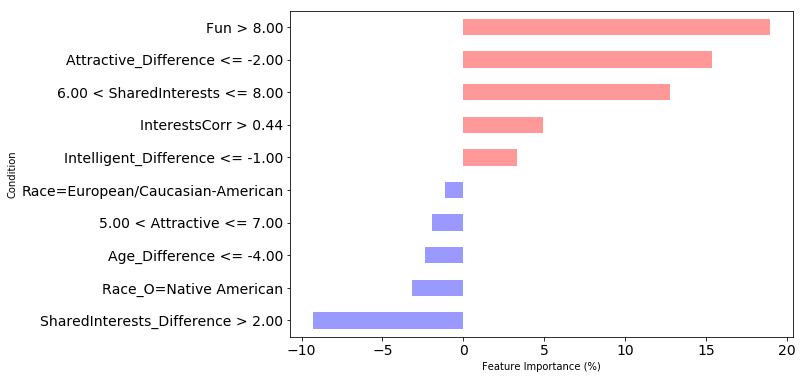 Fun > 8.00
Attractive_Difference <= -2.00
6.00 < SharedInterests <= 8.00
InterestsCorr > 0.44
Intelligent_Difference <= -1.00
Race=European/Caucasian-American
5.00 < Attractive <= 7.00
Age_Difference <= -4.00
Race_O=Native American
SharedInterests_Difference > 2.00
Condition
−10 −5 0 5 10 15 20
Feature Importance (%)